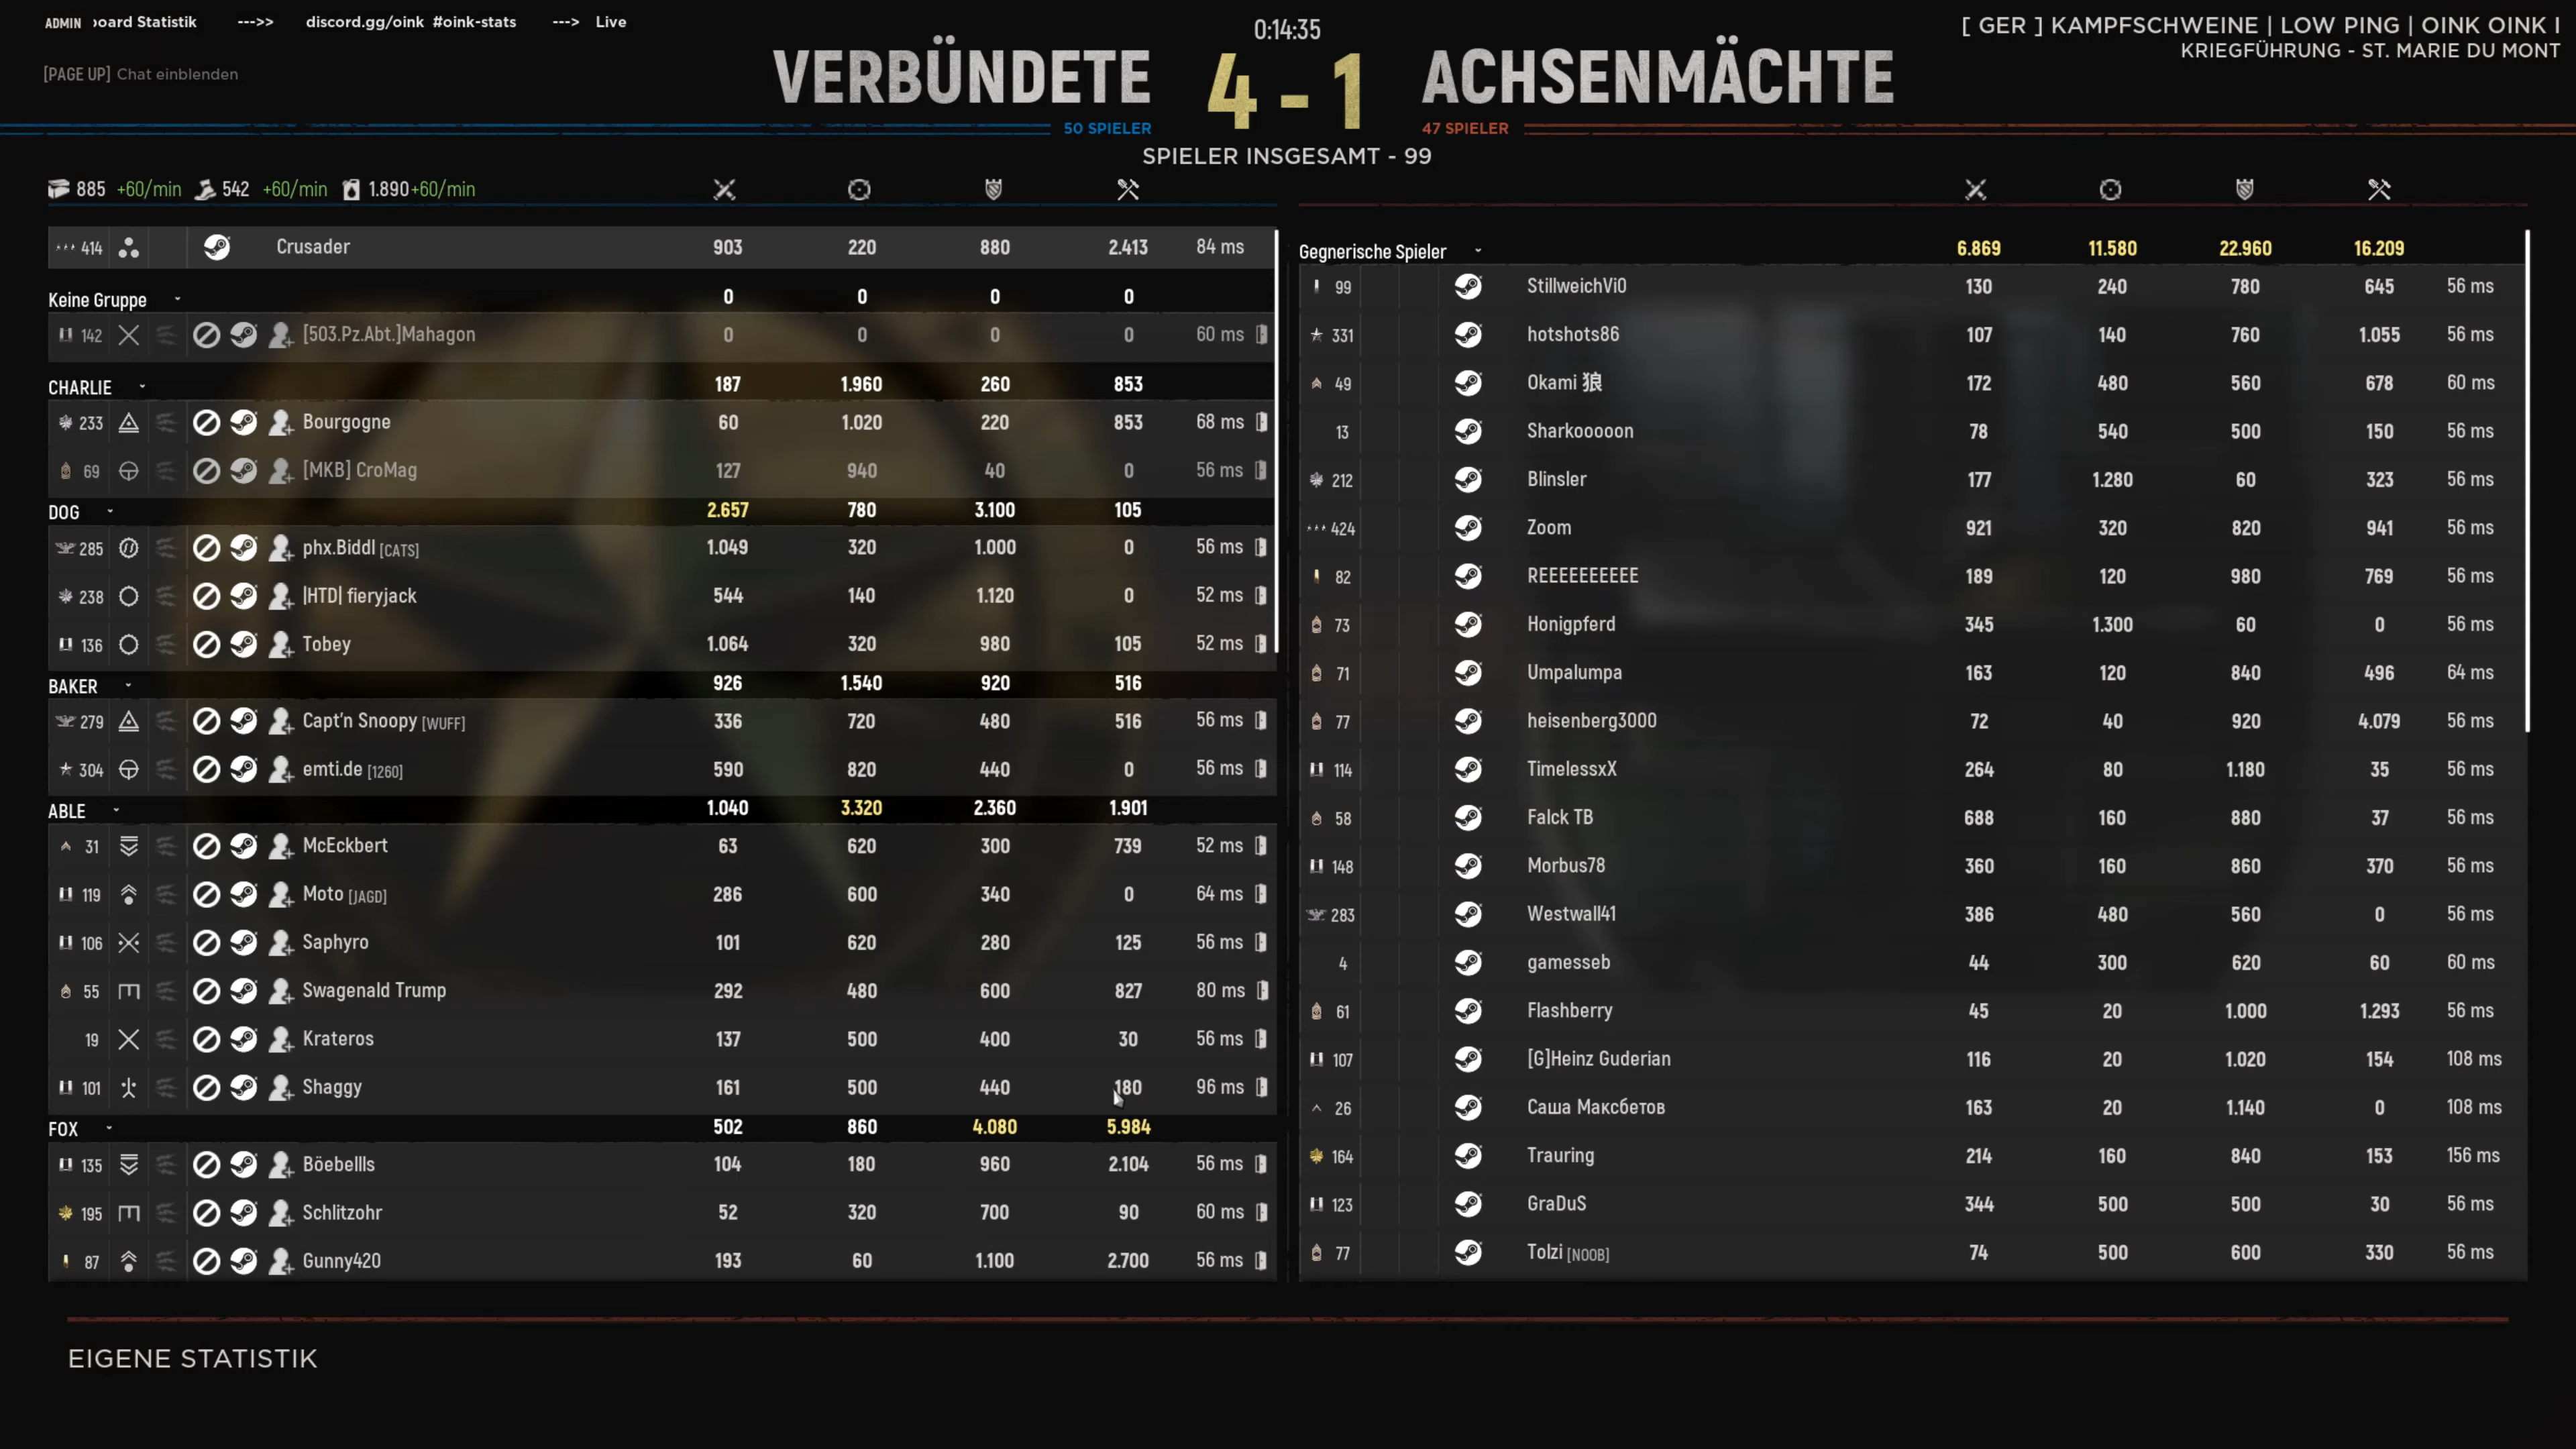 ADMIN board Statistik --->> discord.gg/oink #oink-stats ---> Live
[PAGE UP] Chat einblenden
0:14:35
VERBÜNDETE 4 - 1 ACHSENMÄCHTE
50 SPIELER 47 SPIELER
SPIELER INSGESAMT - 99
[ GER ] KAMPFSCHWEINE | LOW PING | OINK OINK I
KRIEGFÜHRUNG - ST. MARIE DU MONT
885 +60/min 542 +60/min 1.890 +60/min
414 Crusader 903 220 880 2.413 84 ms
Keine Gruppe 0 0 0 0
142 [503.Pz.Abt.]Mahagon 0 0 0 0 60 ms
CHARLIE 187 1.960 260 853
233 Bourgogne 60 1.020 220 853 68 ms
69 [MKB] CroMag 127 940 40 0 56 ms
DOG 2.657 780 3.100 105
285 phx.Biddl [CATS] 1.049 320 1.000 0 56 ms
238 |HTD| fieryjack 544 140 1.120 0 52 ms
136 Tobey 1.064 320 980 105 52 ms
BAKER 926 1.540 920 516
279 Capt'n Snoopy [WUFF] 336 720 480 516 56 ms
304 emti.de [1260] 590 820 440 0 56 ms
ABLE 1.040 3.320 2.360 1.901
31 McEckbert 63 620 300 739 52 ms
119 Moto [JAGD] 286 600 340 0 64 ms
106 Saphyro 101 620 280 125 56 ms
55 Swagenald Trump 292 480 600 827 80 ms
19 Krateros 137 500 400 30 56 ms
101 Shaggy 161 500 440 180 96 ms
FOX 502 860 4.080 5.984
135 Böebellls 104 180 960 2.104 56 ms
195 Schlitzohr 52 320 700 90 60 ms
87 Gunny420 193 60 1.100 2.700 56 ms
Gegnerische Spieler 6.869 11.580 22.960 16.209
99 StillweichVi0 130 240 780 645 56 ms
331 hotshots86 107 140 760 1.055 56 ms
49 Okami 狼 172 480 560 678 60 ms
13 Sharkooooon 78 540 500 150 56 ms
212 Blinsler 177 1.280 60 323 56 ms
424 Zoom 921 320 820 941 56 ms
82 REEEEEEEEEE 189 120 980 769 56 ms
73 Honigpferd 345 1.300 60 0 56 ms
71 Umpalumpa 163 120 840 496 64 ms
77 heisenberg3000 72 40 920 4.079 56 ms
114 TimelessxX 264 80 1.180 35 56 ms
58 Falck TB 688 160 880 37 56 ms
148 Morbus78 360 160 860 370 56 ms
283 Westwall41 386 480 560 0 56 ms
4 gamesseb 44 300 620 60 60 ms
61 Flashberry 45 20 1.000 1.293 56 ms
107 [G]Heinz Guderian 116 20 1.020 154 108 ms
26 Саша Максбетов 163 20 1.140 0 108 ms
164 Trauring 214 160 840 153 156 ms
123 GraDuS 344 500 500 30 56 ms
77 Tolzi [NOOB] 74 500 600 330 56 ms
EIGENE STATISTIK